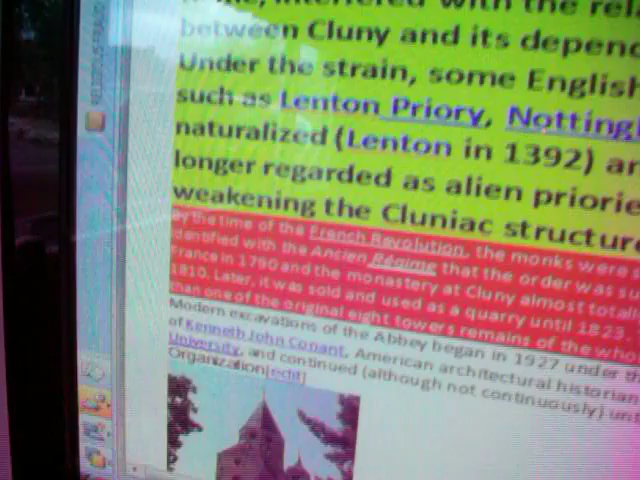 between Cluny and its depend
Under the strain, some English
such as Lenton Priory, Notting
naturalized (Lenton in 1392) an
longer regarded as alien priorie
weakening the Cluniac structure
By the time of the French Revolution, the monks were
identified with the Ancien Régime that the order was su
France in 1790 and the monastery at Cluny almost totall
1810. Later, it was sold and used as a quarry until 1823.
than one of the original eight towers remains of the who
Modern excavations of the Abbey began in 1927 under th
of Kenneth John Conant, American architectural historian
University, and continued (although not continuously) unti
Organization[edit]